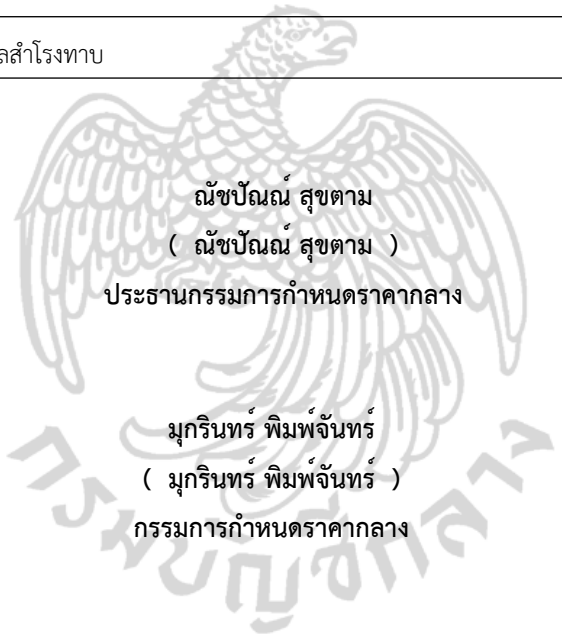 ลสำโรงทาบ
ณัชปัณณ์ สุขตาม
( ณัชปัณณ์ สุขตาม )
ประธานกรรมการกำหนดราคากลาง
มุกรินทร์ พิมพ์จันทร์
( มุกรินทร์ พิมพ์จันทร์ )
กรรมการกำหนดราคากลาง
กรมบัญชีกลาง